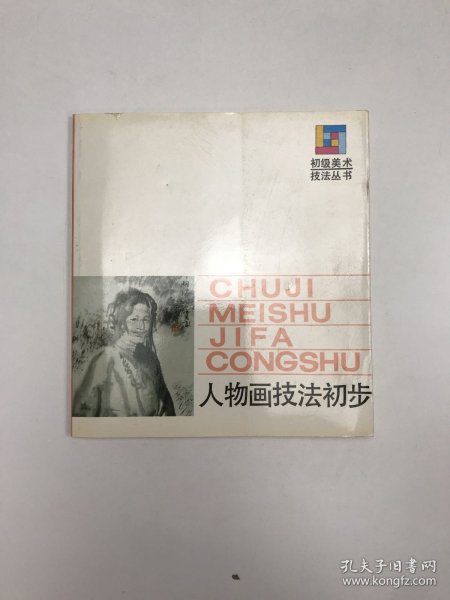 初级美术
技法丛书
CHUJI
MEISHU
JIFA
CONGSHU
人物画技法初步
孔夫子旧书网
www.kongfz.com